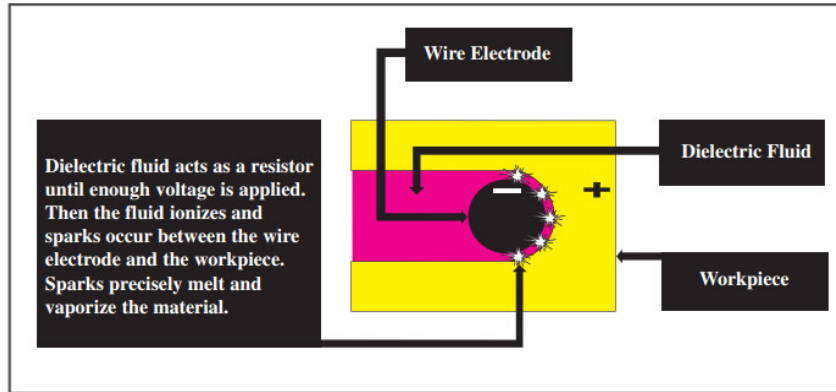 Wire Electrode
Dielectric fluid acts as a resistor
until enough voltage is applied.
Then the fluid ionizes and
sparks occur between the wire
electrode and the workpiece.
Sparks precisely melt and
vaporize the material.
Dielectric Fluid
−
+
Workpiece